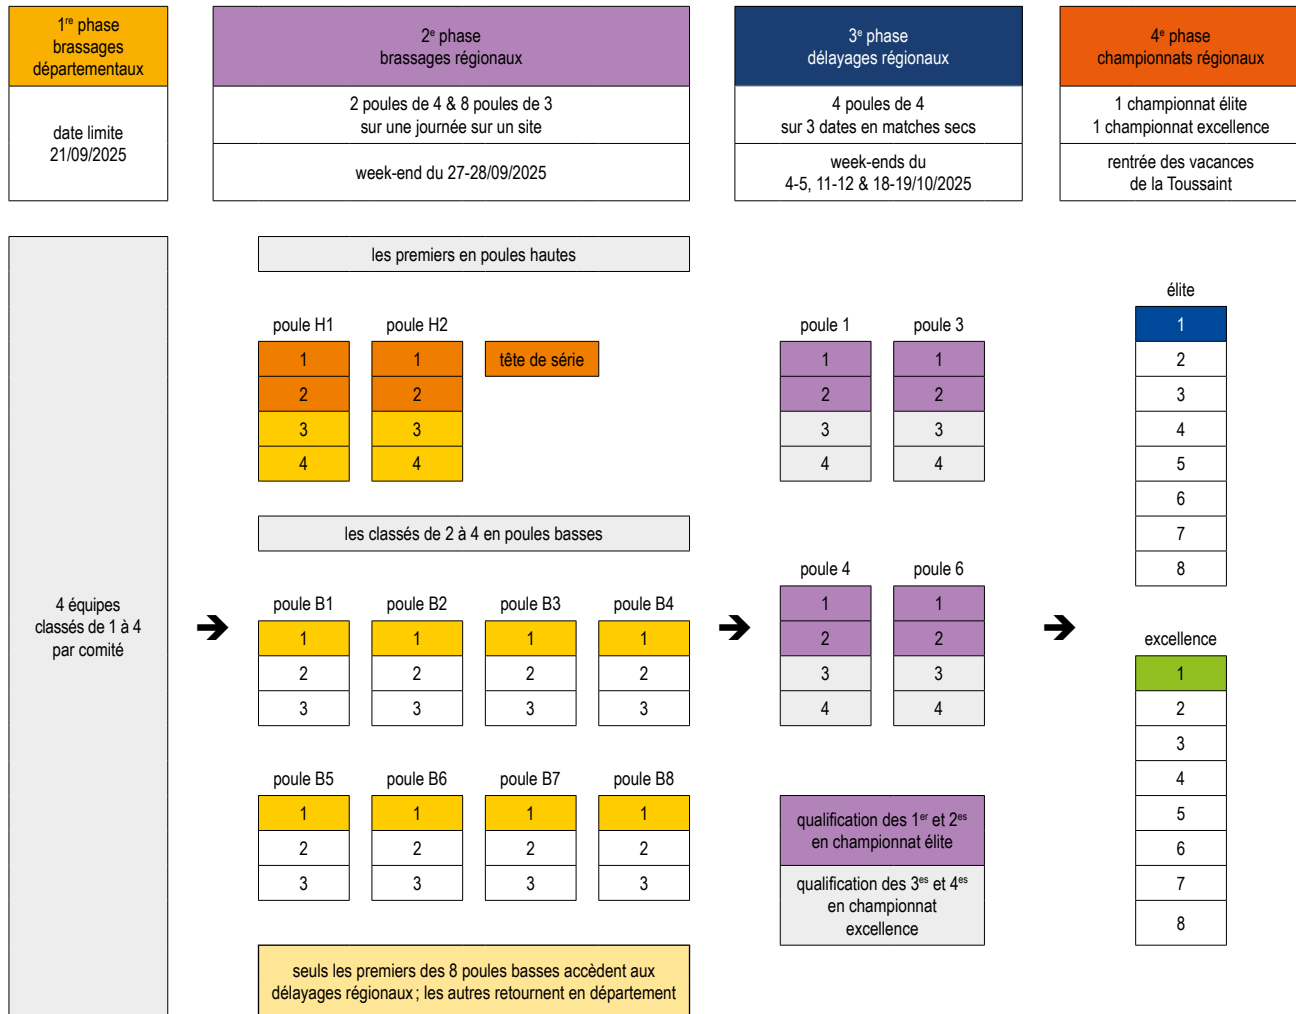 1re phase
brassages
départementaux
date limite
21/09/2025
2e phase
brassages régionaux
2 poules de 4 & 8 poules de 3
sur une journée sur un site
week-end du 27-28/09/2025
3e phase
délayages régionaux
4 poules de 4
sur 3 dates en matches secs
week-ends du
4-5, 11-12 & 18-19/10/2025
4e phase
championnats régionaux
1 championnat élite
1 championnat excellence
rentrée des vacances
de la Toussaint
4 équipes
classés de 1 à 4
par comité
➔
les premiers en poules hautes
poule H1 poule H2
1 1 tête de série
2 2
3 3
4 4
les classés de 2 à 4 en poules basses
poule B1 poule B2 poule B3 poule B4
1 1 1 1
2 2 2 2
3 3 3 3
poule B5 poule B6 poule B7 poule B8
1 1 1 1
2 2 2 2
3 3 3 3
seuls les premiers des 8 poules basses accèdent aux
délayages régionaux ; les autres retournent en département
➔
poule 1 poule 3
1 1
2 2
3 3
4 4
poule 4 poule 6
1 1
2 2
3 3
4 4
qualification des 1er et 2es
en championnat élite
qualification des 3es et 4es
en championnat
excellence
➔
élite
1
2
3
4
5
6
7
8
excellence
1
2
3
4
5
6
7
8